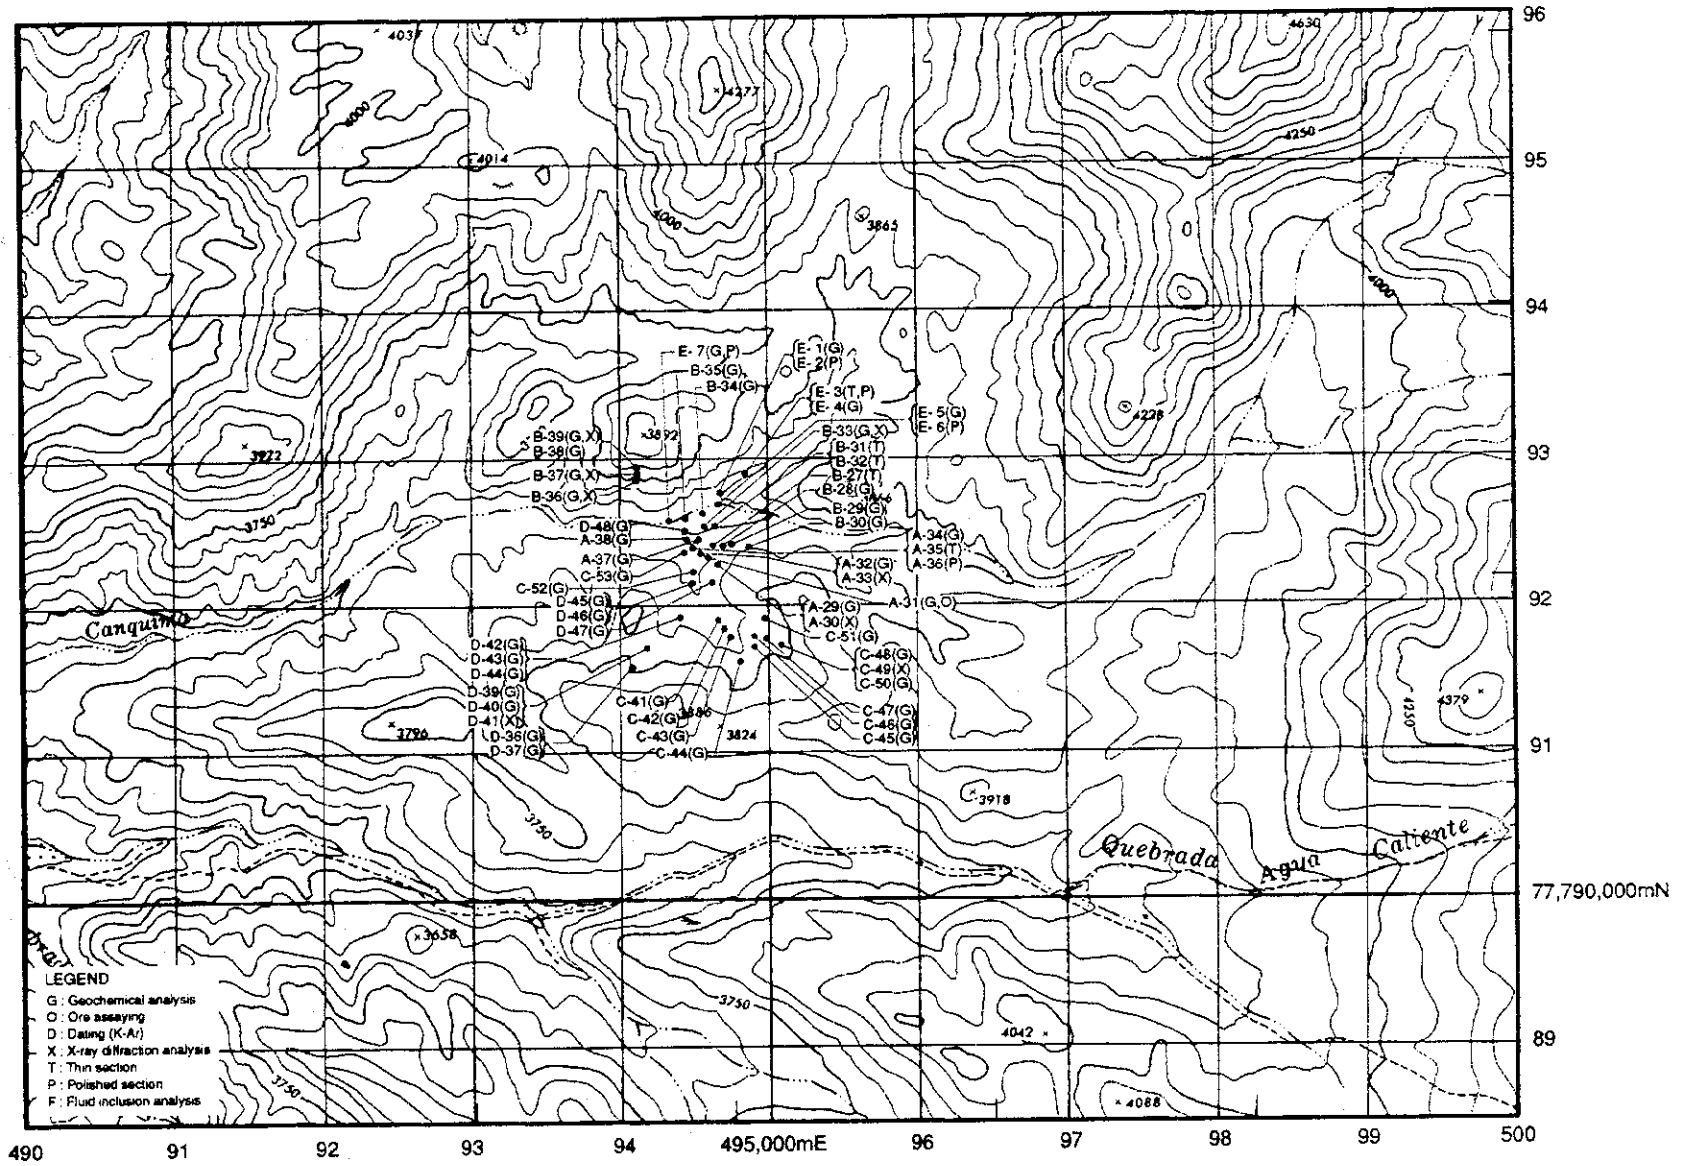 96
4630
4037
4277
4000
4250
4014
95
4000
3865
4000
94
E- 7(G,P)
E- 1(G)
B-35(G)
E- 2(P)
B-34(G)
E- 3(T,P)
E- 4(G)
E- 5(G)
E- 6(P)
4228
B-39(G,X)
3892
B-33(G,X)
B-38(G)
B-31(T)
3972
B-32(T)
93
B-37(G,X)
B-27(T)
B-36(G,X)
B-28(G)
B-29(G)
3750
D-48(G)
B-30(G)
A-38(G)
A-34(G)
A-35(T)
A-37(G)
A-32(G)
A-36(P)
C-53(G)
A-33(X)
C-52(G)
D-45(G)
A-29(G)
A-31(G,O)
92
D-46(G)
A-30(X)
Canquima
D-47(G)
C-51(G)
D-42(G)
D-43(G)
C-48(G)
D-44(G)
C-49(X)
C-50(G)
D-39(G)
C-41(G)
4379
4250
D-40(G)
C-42(G)
3886
C-47(G)
D-41(X)
C-46(G)
3796
D-36(G)
C-43(G)
3824
C-45(G)
D-37(G)
C-44(G)
91
3918
3750
Quebrada Agua Caliente
77,790,000mN
3658
LEGEND
G : Geochemical analysis
O : Ore assaying
D : Dating (K-Ar)
X : X-ray diffraction analysis
T : Thin section
P : Polished section
F : Fluid inclusion analysis
3750
4042
89
3750
4088
490 91 92 93 94 495,000mE 96 97 98 99 500